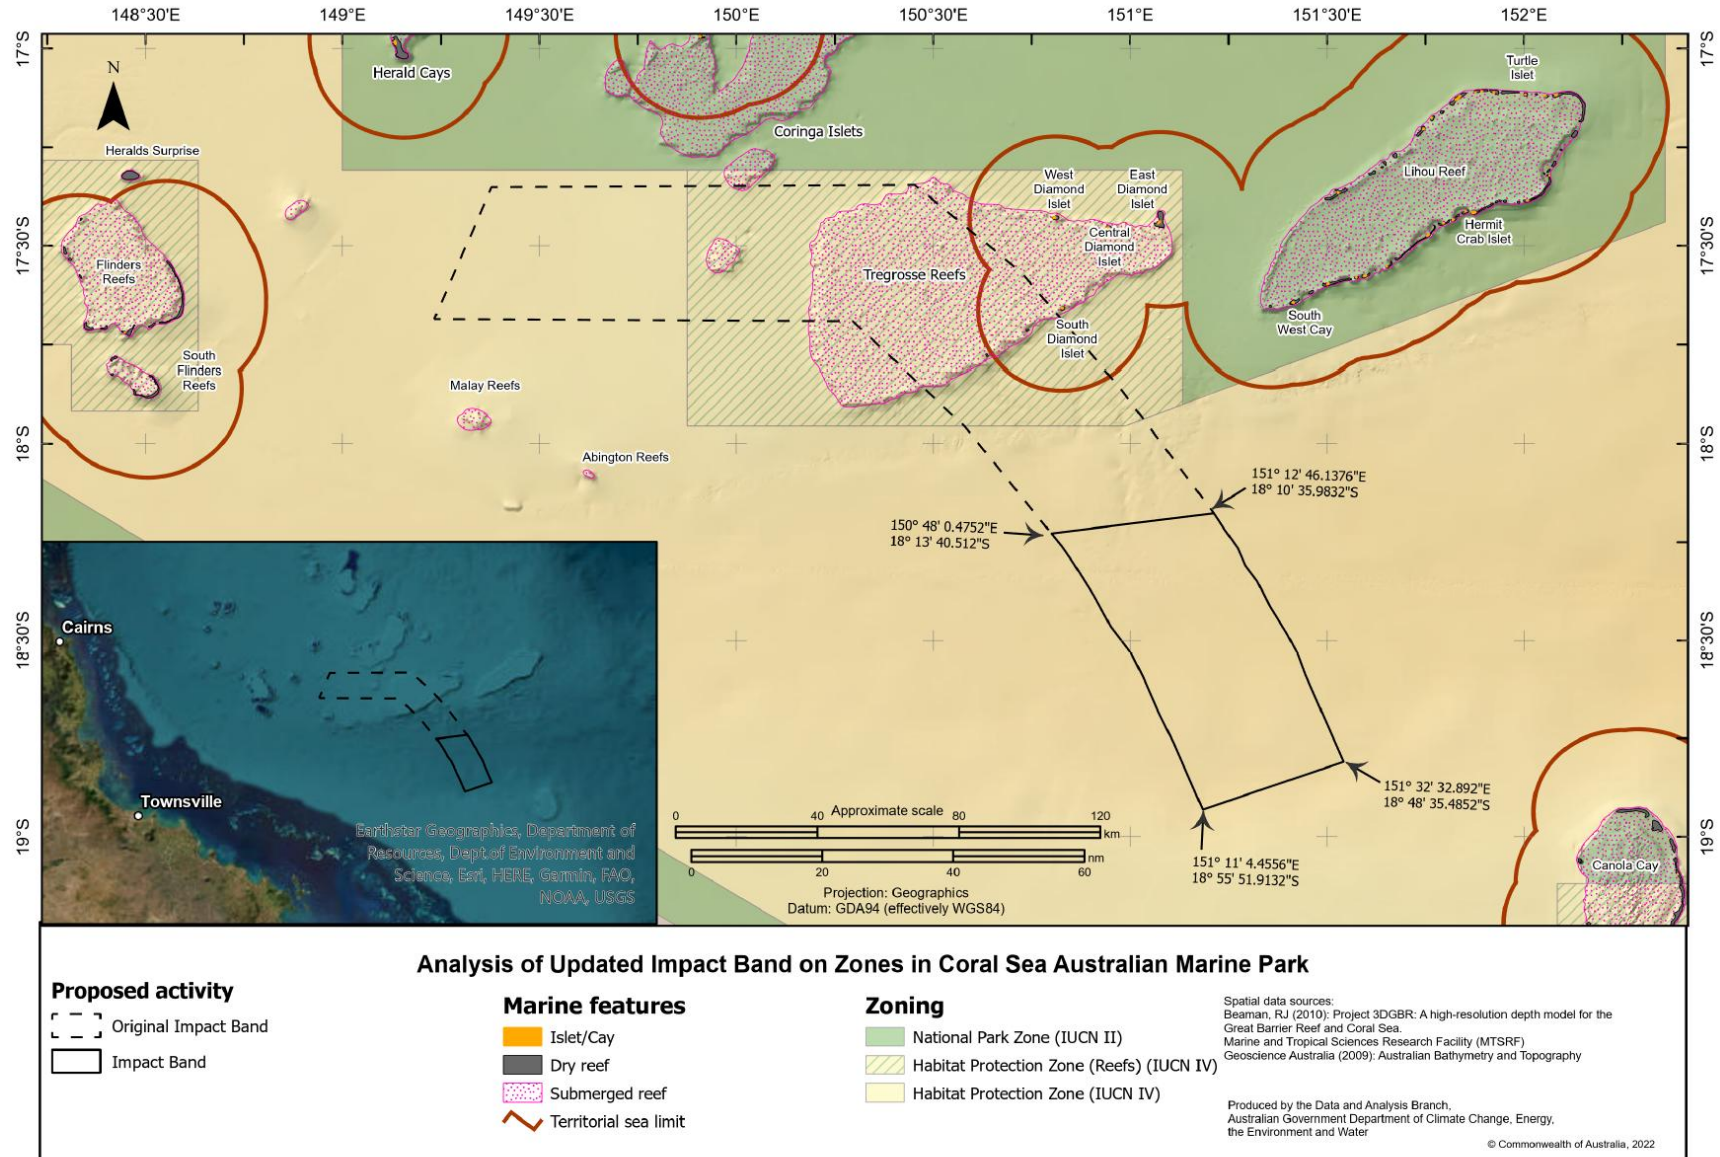 148°30'E 149°E 149°30'E 150°E 150°30'E 151°E 151°30'E 152°E
17°S
17°S
N
Herald Cays
Turtle
Islet
Coringa Islets
Heralds Surprise
Lihou Reef
West
Diamond
Islet
East
Diamond
Islet
Hermit
Crab Islet
Central
Diamond
Islet
17°30'S
17°30'S
Flinders
Reefs
Tregrosse Reefs
South
West Cay
South
Diamond
Islet
South
Flinders
Reefs
Malay Reefs
18°S
18°S
Abington Reefs
151° 12' 46.1376"E
18° 10' 35.9832"S
150° 48' 0.4752"E
18° 13' 40.512"S
18°30'S
18°30'S
Cairns
Townsville
Earthstar Geographics, Department of
Resources, Dept.of Environment and
Science, Esri, HERE, Garmin, FAO,
NOAA, USGS
151° 32' 32.892"E
18° 48' 35.4852"S
19°S
19°S
Approximate scale
0 40 80 120
km
nm
0 20 40 60
Projection: Geographics
Datum: GDA94 (effectively WGS84)
151° 11' 4.4556"E
18° 55' 51.9132"S
Canola Cay
Analysis of Updated Impact Band on Zones in Coral Sea Australian Marine Park
Proposed activity
Original Impact Band
Impact Band
Marine features
Islet/Cay
Dry reef
Submerged reef
Territorial sea limit
Zoning
National Park Zone (IUCN II)
Habitat Protection Zone (Reefs) (IUCN IV)
Habitat Protection Zone (IUCN IV)
Spatial data sources:
Beaman, RJ (2010): Project 3DGBR: A high-resolution depth model for the
Great Barrier Reef and Coral Sea.
Marine and Tropical Sciences Research Facility (MTSRF)
Geoscience Australia (2009): Australian Bathymetry and Topography
Produced by the Data and Analysis Branch,
Australian Government Department of Climate Change, Energy,
the Environment and Water
© Commonwealth of Australia, 2022